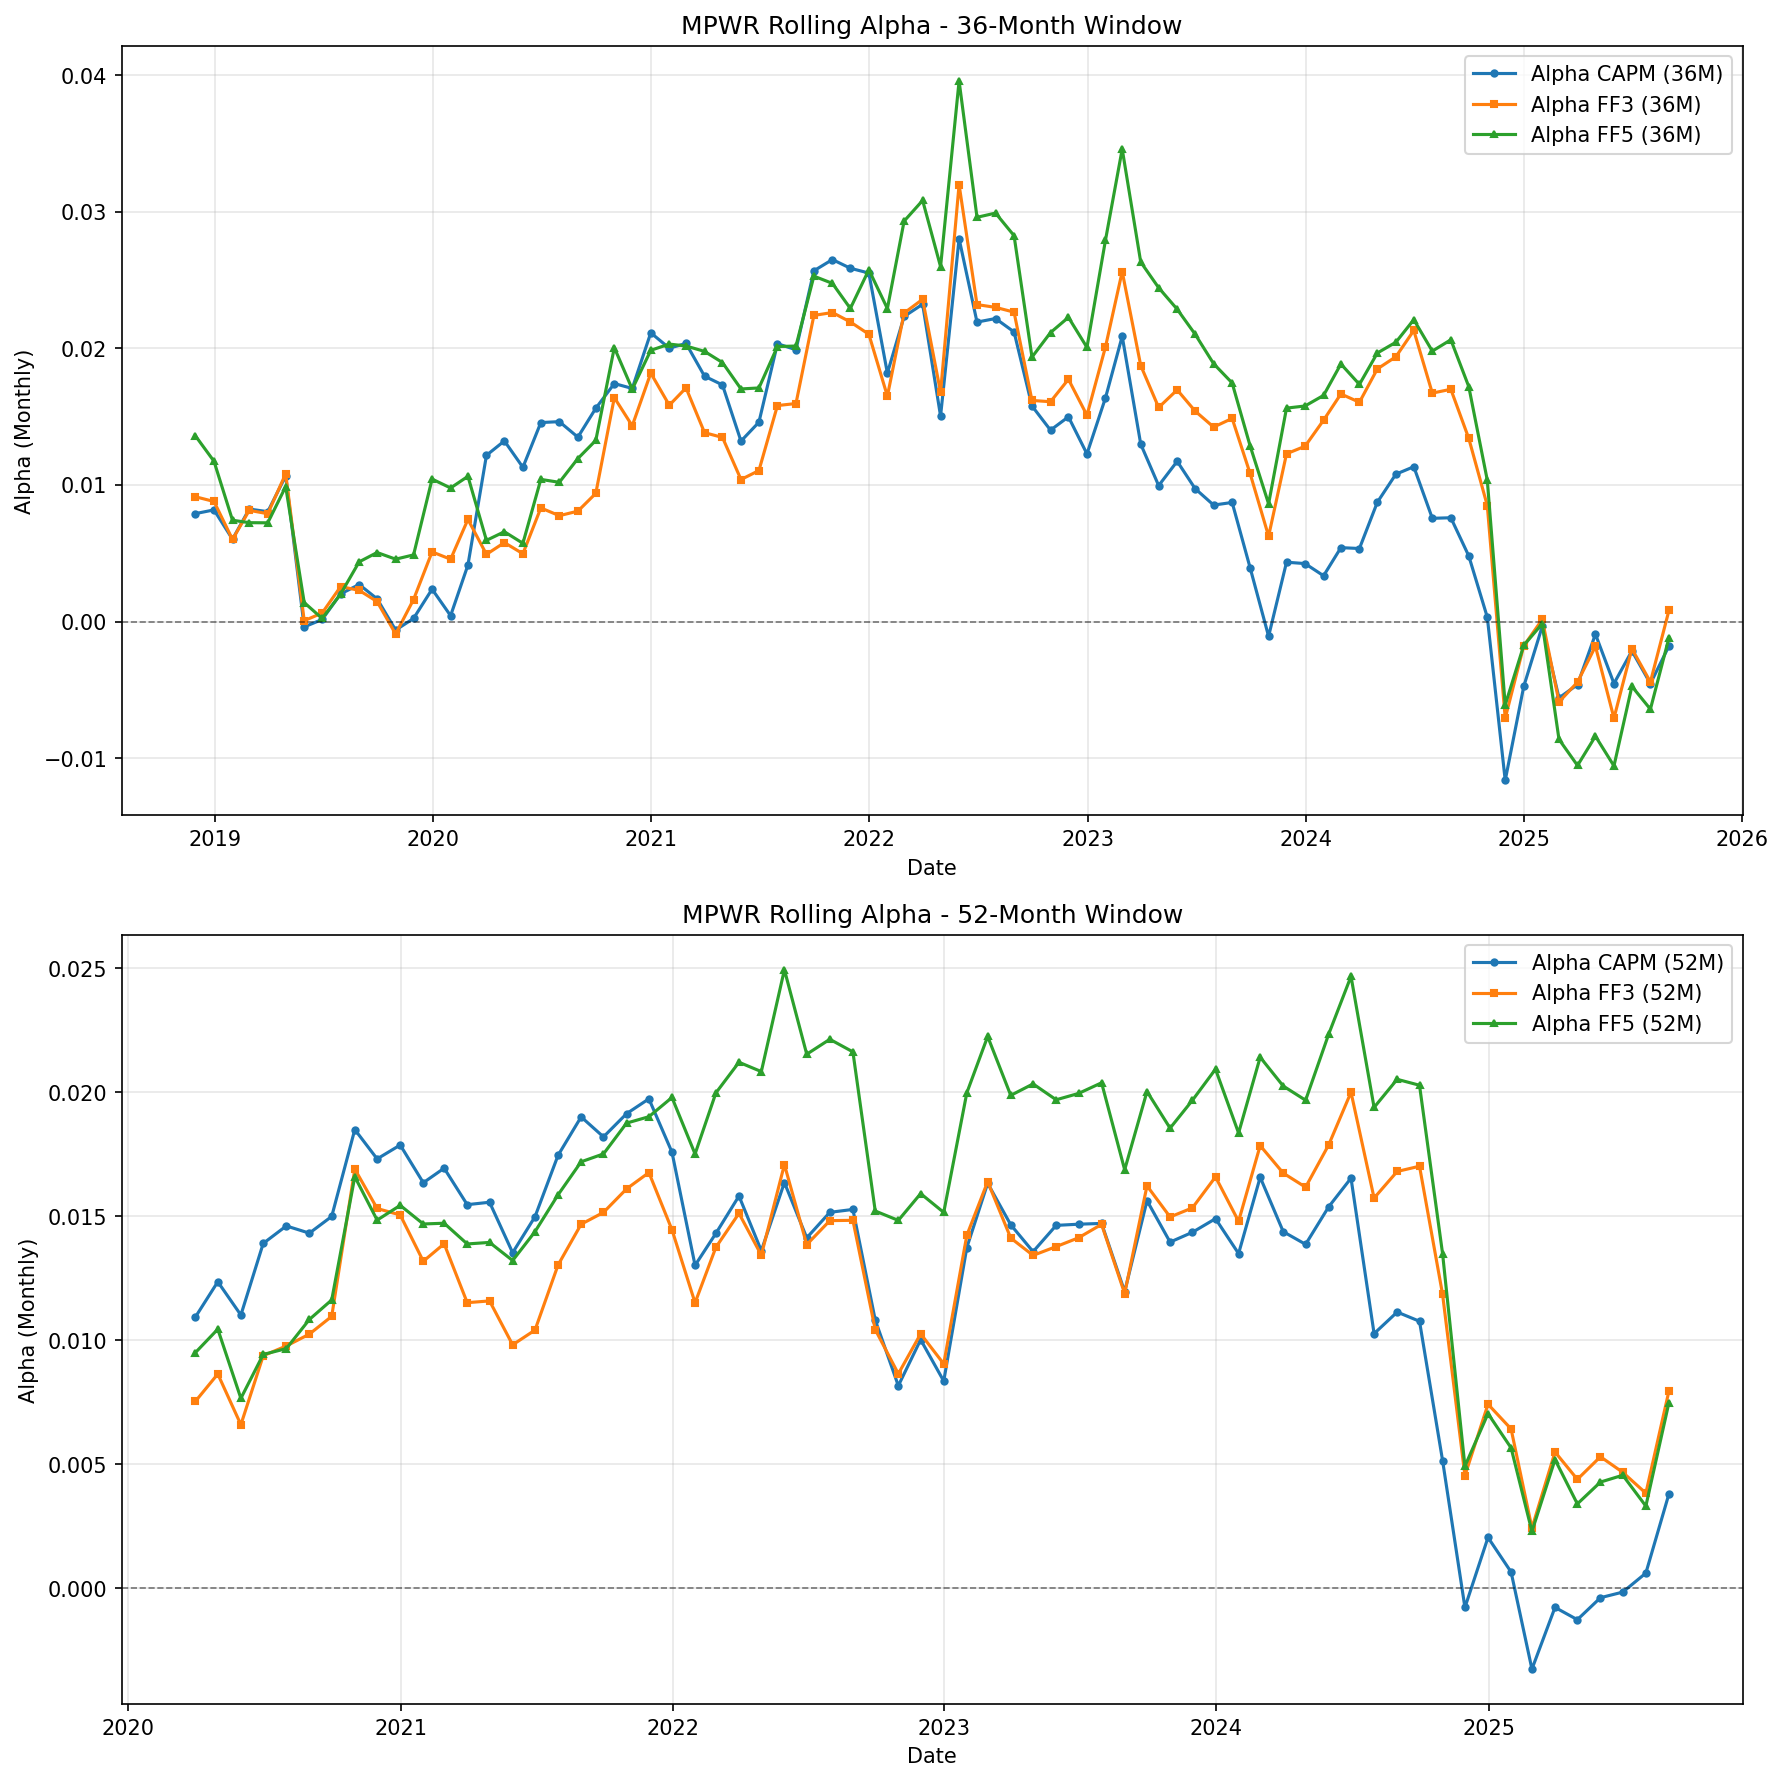 MPWR Rolling Alpha - 36-Month Window
Alpha CAPM (36M)
Alpha FF3 (36M)
Alpha FF5 (36M)
Alpha (Monthly)
0.04
0.03
0.02
0.01
0.00
−0.01
2019 2020 2021 2022 2023 2024 2025 2026
Date
MPWR Rolling Alpha - 52-Month Window
Alpha CAPM (52M)
Alpha FF3 (52M)
Alpha FF5 (52M)
Alpha (Monthly)
0.025
0.020
0.015
0.010
0.005
0.000
2020 2021 2022 2023 2024 2025
Date